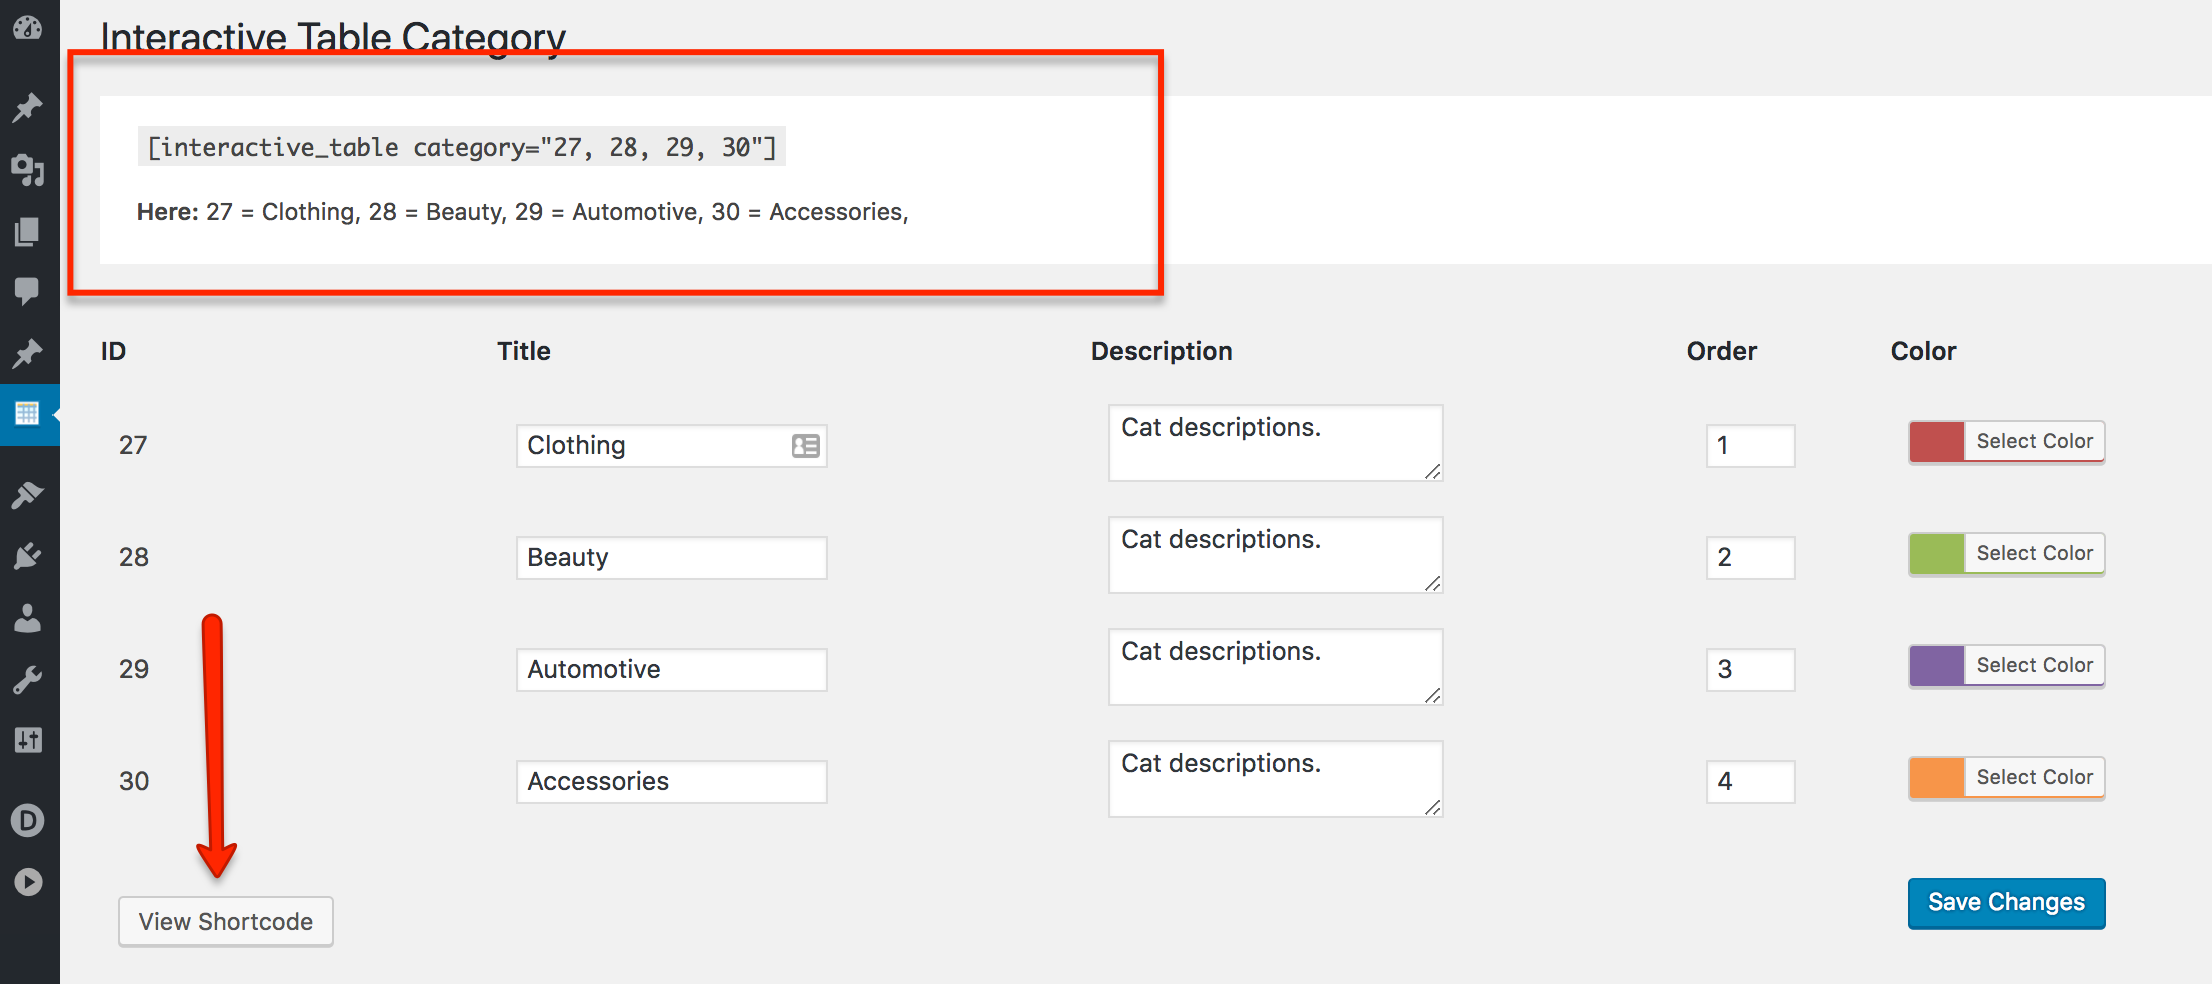 Interactive Table Category
[interactive_table category="27, 28, 29, 30"]
Here: 27 = Clothing, 28 = Beauty, 29 = Automotive, 30 = Accessories,
ID Title Description Order Color
27 Clothing Cat descriptions. 1 Select Color
28 Beauty Cat descriptions. 2 Select Color
29 Automotive Cat descriptions. 3 Select Color
30 Accessories Cat descriptions. 4 Select Color
D
View Shortcode Save Changes